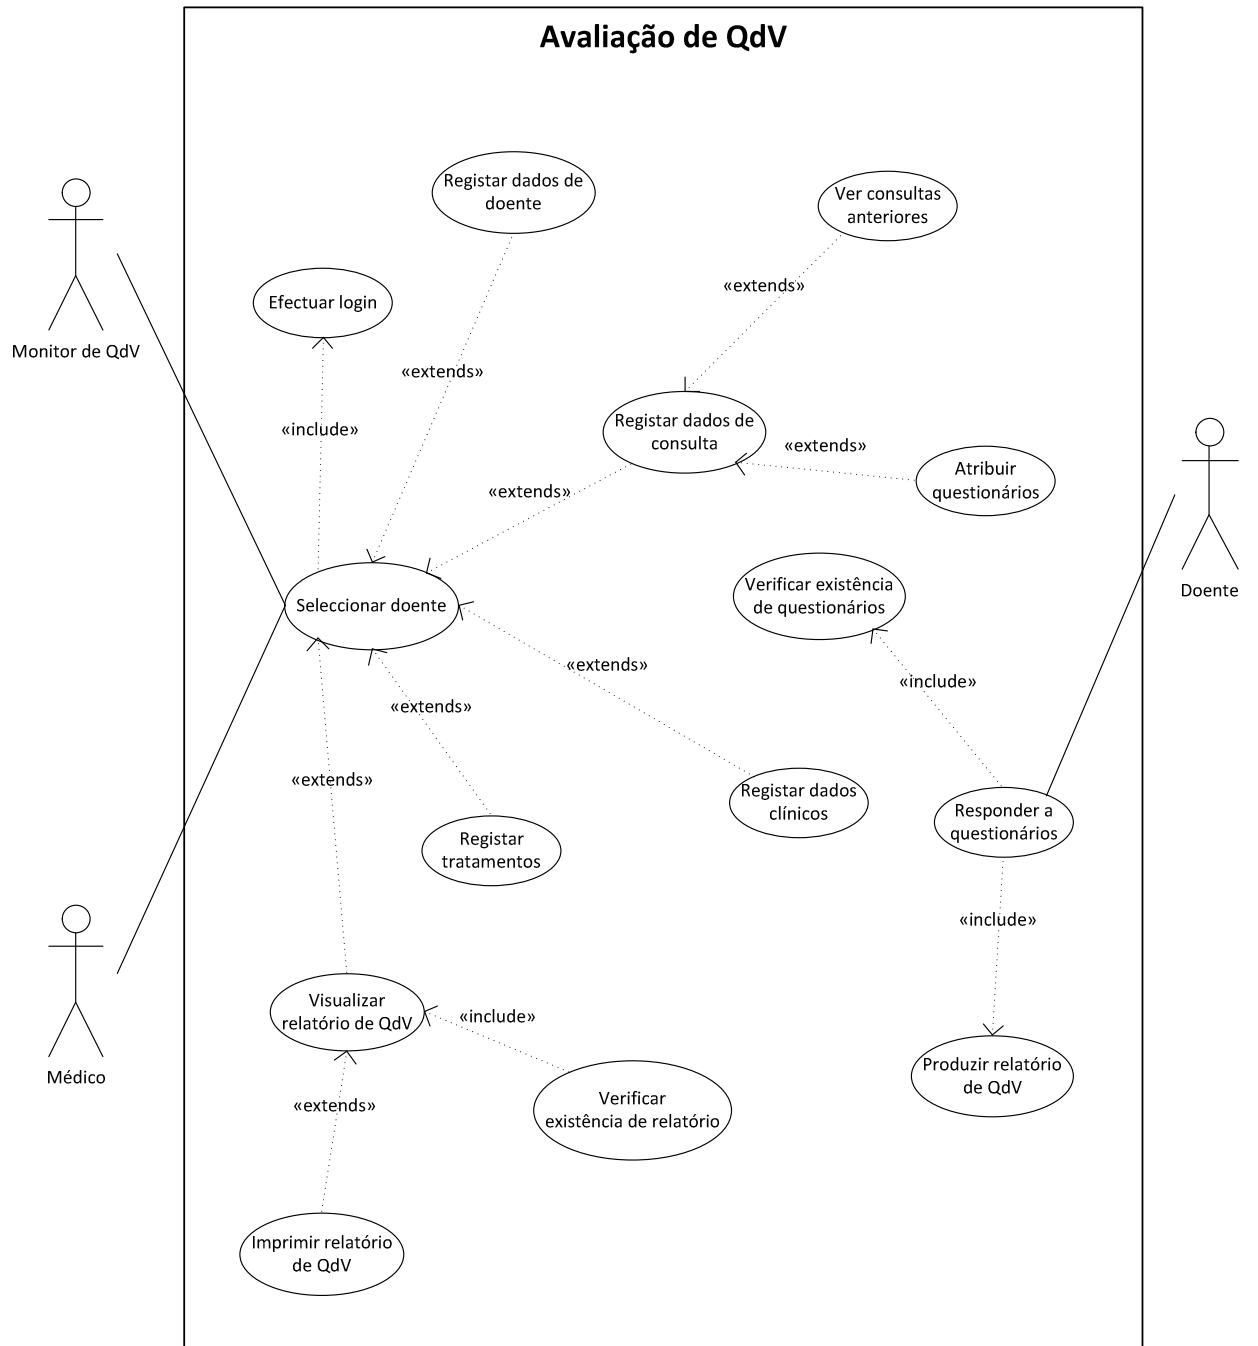 Avaliação de QdV
Registar dados de
doente
Ver consultas
anteriores
Efectuar login
«extends»
Monitor de QdV
«extends»
«include»
Registar dados de
consulta
«extends»
Atribuir
questionários
«extends»
Verificar existência
de questionários
Doente
Seleccionar doente
«extends»
«include»
«extends»
«extends»
Registar dados
clínicos
Responder a
questionários
Registar
tratamentos
«include»
Visualizar
relatório de QdV
«include»
Médico
Produzir relatório
de QdV
«extends»
Verificar
existência de relatório
Imprimir relatório
de QdV